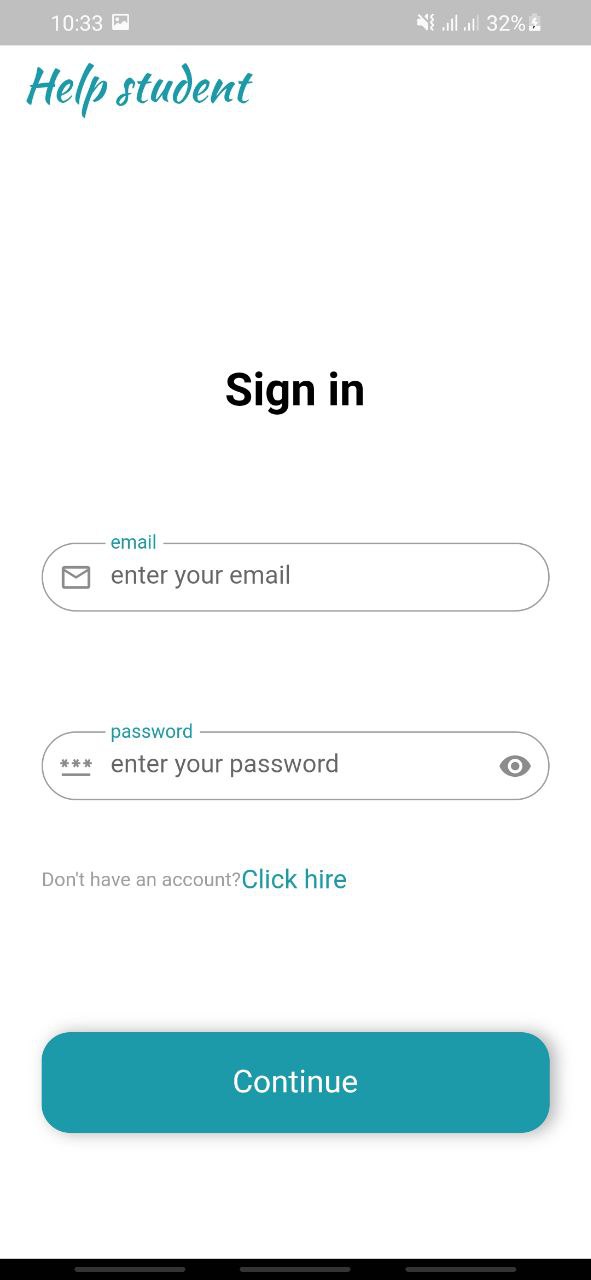 10:33 32%
Help student
Sign in
email
enter your email
password
*** enter your password
Don't have an account?Click hire
Continue